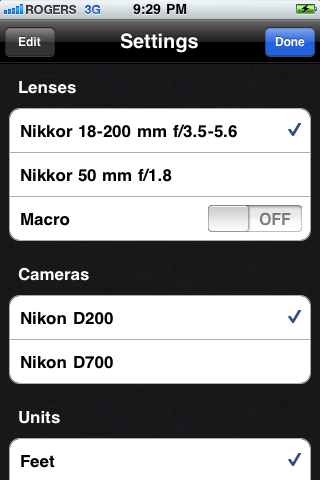 ROGERS 3G 9:29 PM
Edit Settings Done
Lenses
Nikkor 18-200 mm f/3.5-5.6
Nikkor 50 mm f/1.8
Macro OFF
Cameras
Nikon D200
Nikon D700
Units
Feet